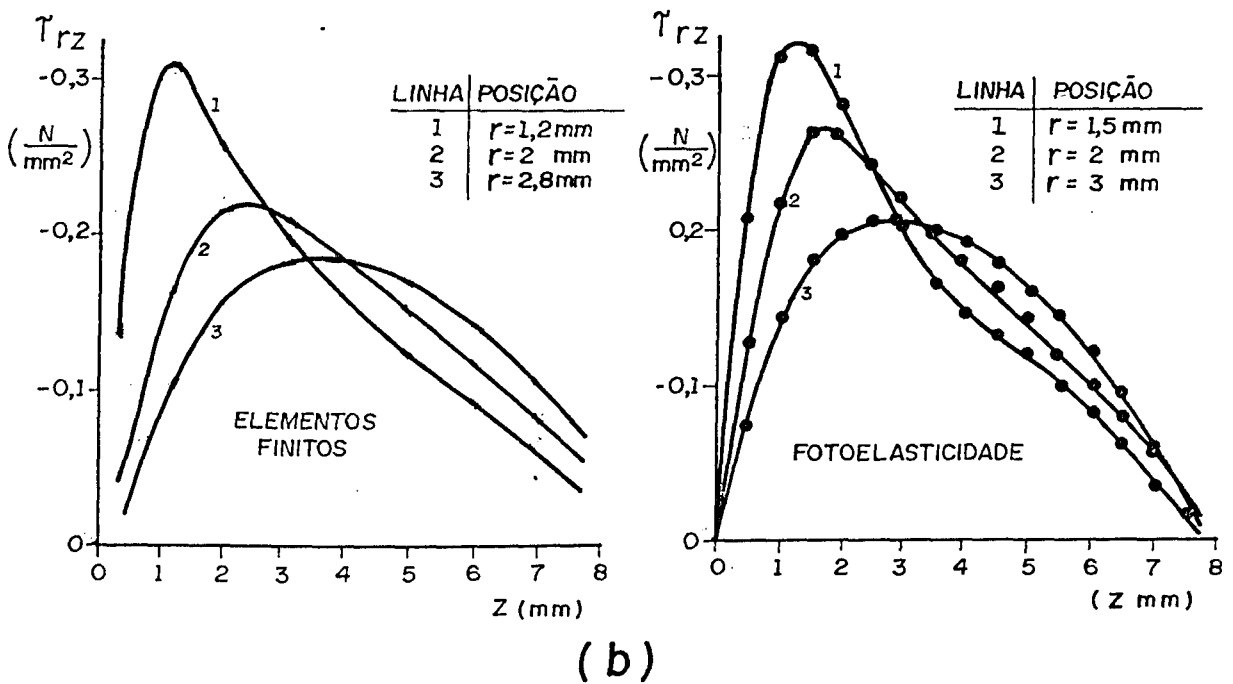 τrz
-0,3
(N/mm²)
-0,2
-0,1
0
0 1 2 3 4 5 6 7 8
Z (mm)
LINHA POSIÇÃO
1 r=1,2mm
2 r=2 mm
3 r=2,8mm
1
2
3
ELEMENTOS
FINITOS
τrz
-0,3
(N/mm²)
0,2
-0,1
0
0 1 2 3 4 5 6 7 8
(Z mm)
LINHA POSIÇÃO
1 r=1,5 mm
2 r=2 mm
3 r=3 mm
1
2
3
FOTOELASTICIDADE
(b)